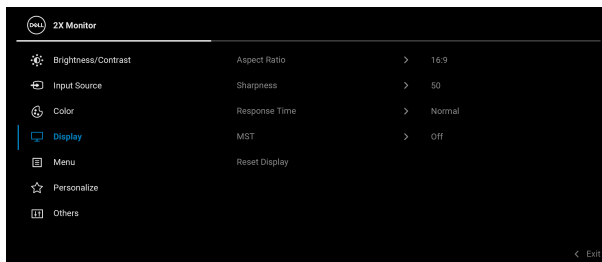 DELL 2X Monitor
Brightness/Contrast Aspect Ratio > 16:9
Input Source Sharpness > 50
Color Response Time > Normal
Display MST > Off
Menu Reset Display
Personalize
Others
< Exit